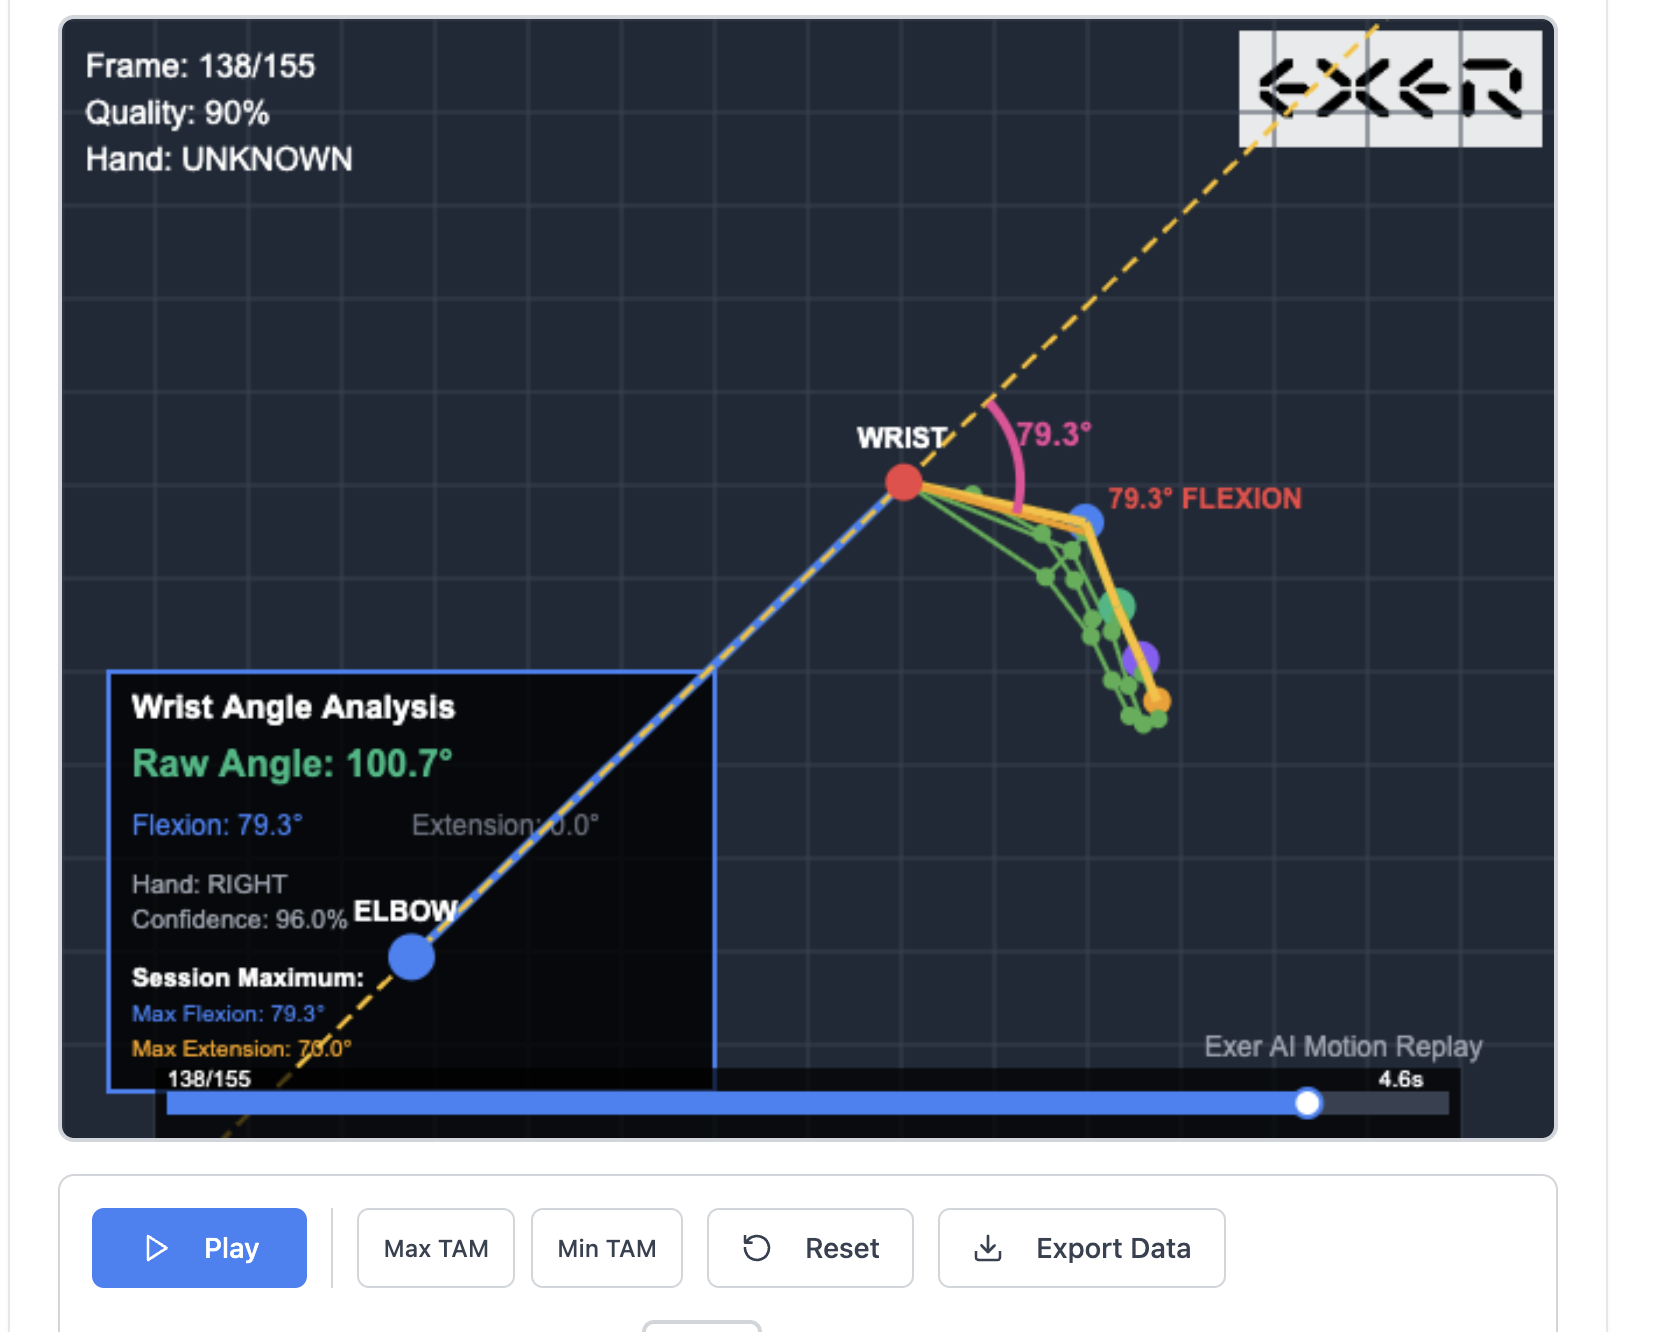 Frame: 138/155
Quality: 90%
Hand: UNKNOWN
EXER
WRIST
79.3°
79.3° FLEXION
Wrist Angle Analysis
Raw Angle: 100.7°
Flexion: 79.3° Extension: 0.0°
Hand: RIGHT
Confidence: 96.0%
ELBOW
Session Maximum:
Max Flexion: 79.3°
Max Extension: 70.0°
Exer AI Motion Replay
138/155 4.6s
Play Max TAM Min TAM Reset Export Data